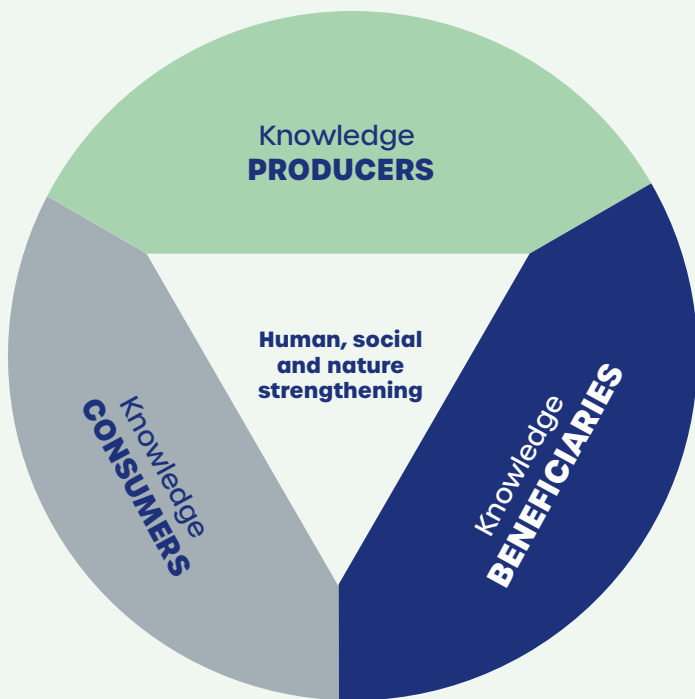 Knowledge
PRODUCERS
Human, social
and nature
strengthening
Knowledge
CONSUMERS
Knowledge
BENEFICIARIES